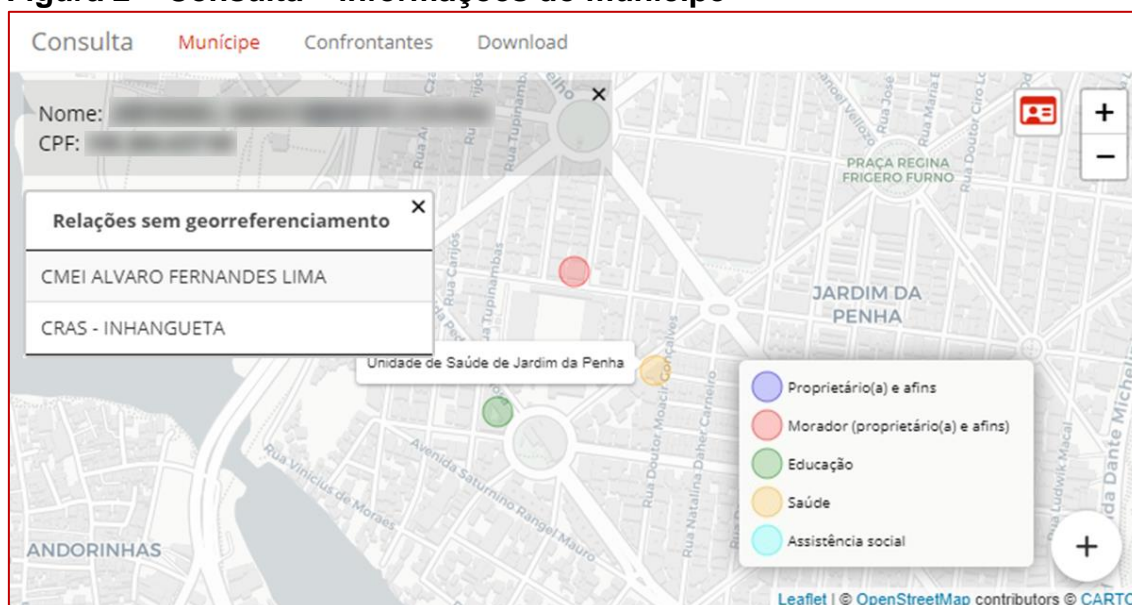 Consulta Munícipe Confrontantes Download
Nome:
CPF:
Relações sem georreferenciamento
CMEI ALVARO FERNANDES LIMA
CRAS - INHANGUETA
Unidade de Saúde de Jardim da Penha
PRAÇA REGINA
FRIGERO FURNO
JARDIM DA
PENHA
Rua Tupinambás
Rua Carijós
Rua Vinicius de Moraes
Avenida Saturnino Rangel Mauro
Rua Doutor Moacir Gonçalves
Rua Natalina Daher Carneiro
ANDORINHAS
Proprietário(a) e afins
Morador (proprietário(a) e afins)
Educação
Saúde
Assistência social
+
−
+
Leaflet | © OpenStreetMap contributors © CARTO